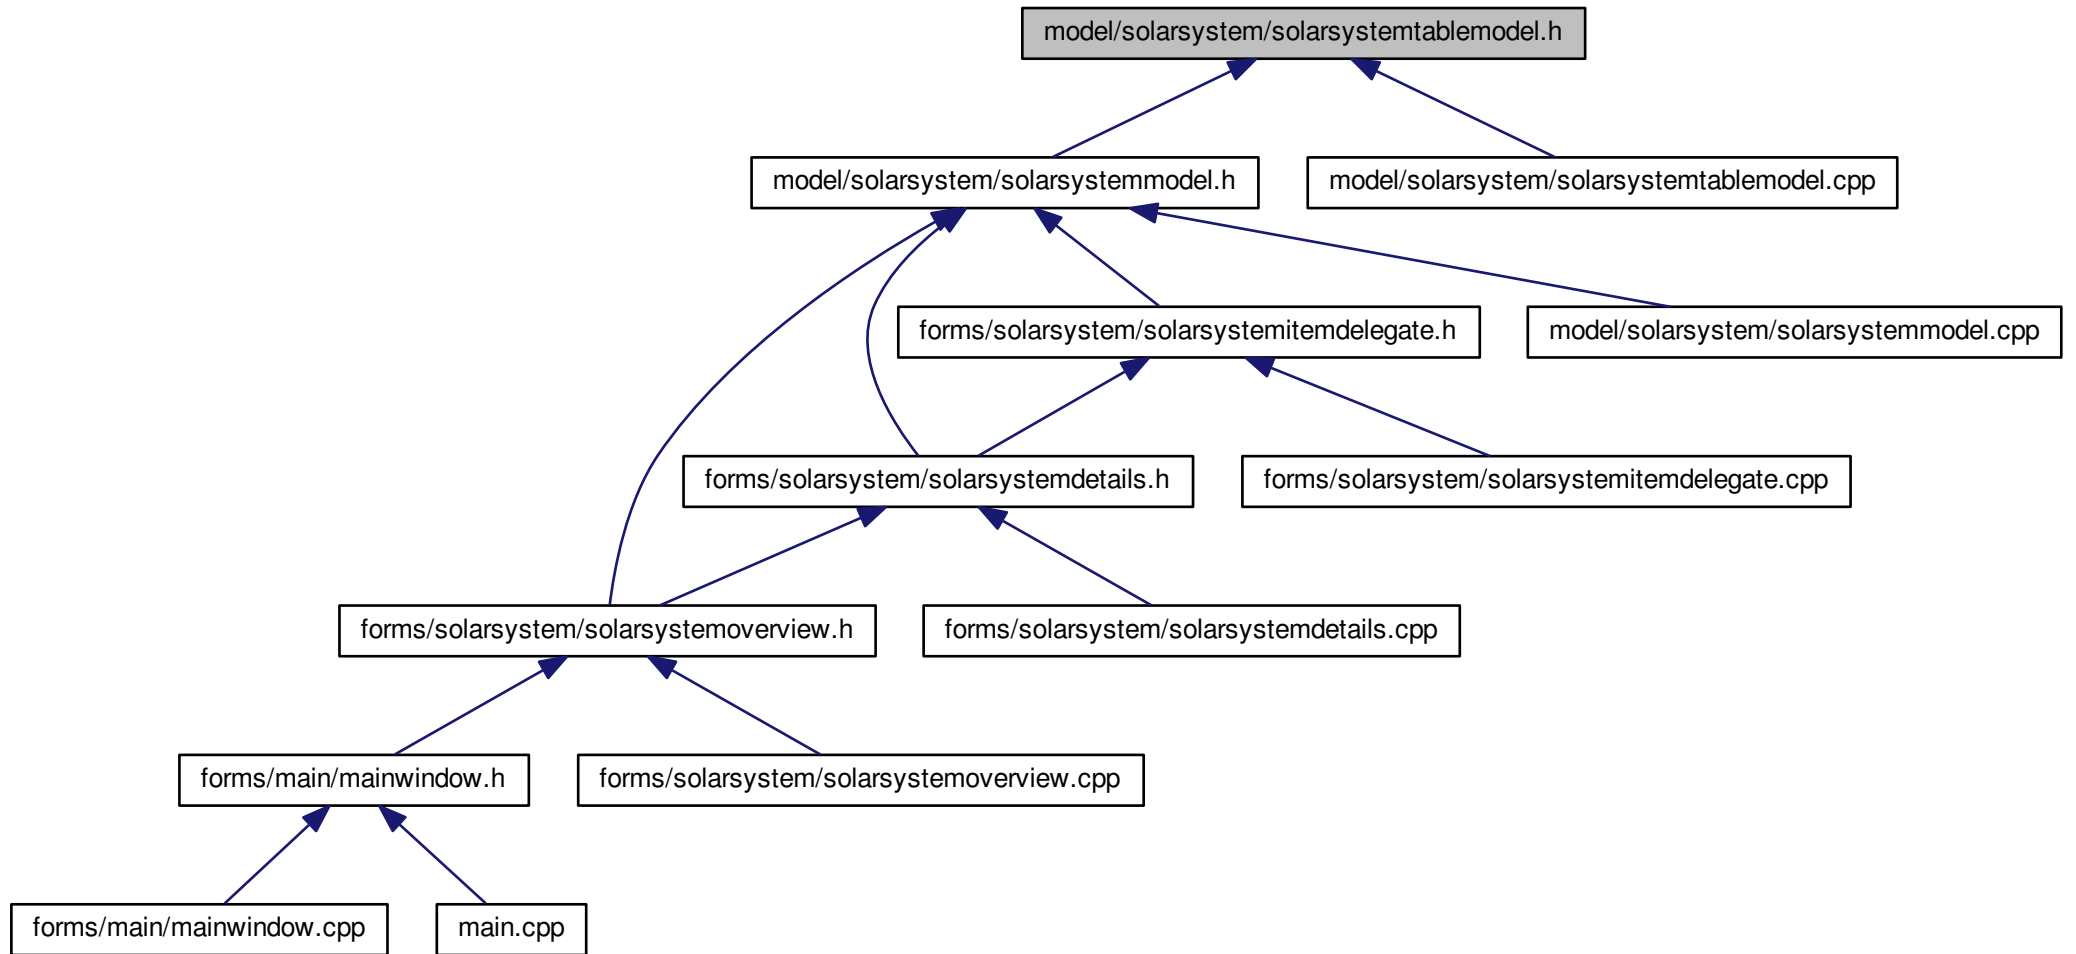 model/solarsystem/solarsystemtablemodel.h
model/solarsystem/solarsystemmodel.h
model/solarsystem/solarsystemtablemodel.cpp
forms/solarsystem/solarsystemitemdelegate.h
model/solarsystem/solarsystemmodel.cpp
forms/solarsystem/solarsystemdetails.h
forms/solarsystem/solarsystemitemdelegate.cpp
forms/solarsystem/solarsystemoverview.h
forms/solarsystem/solarsystemdetails.cpp
forms/main/mainwindow.h
forms/solarsystem/solarsystemoverview.cpp
forms/main/mainwindow.cpp
main.cpp